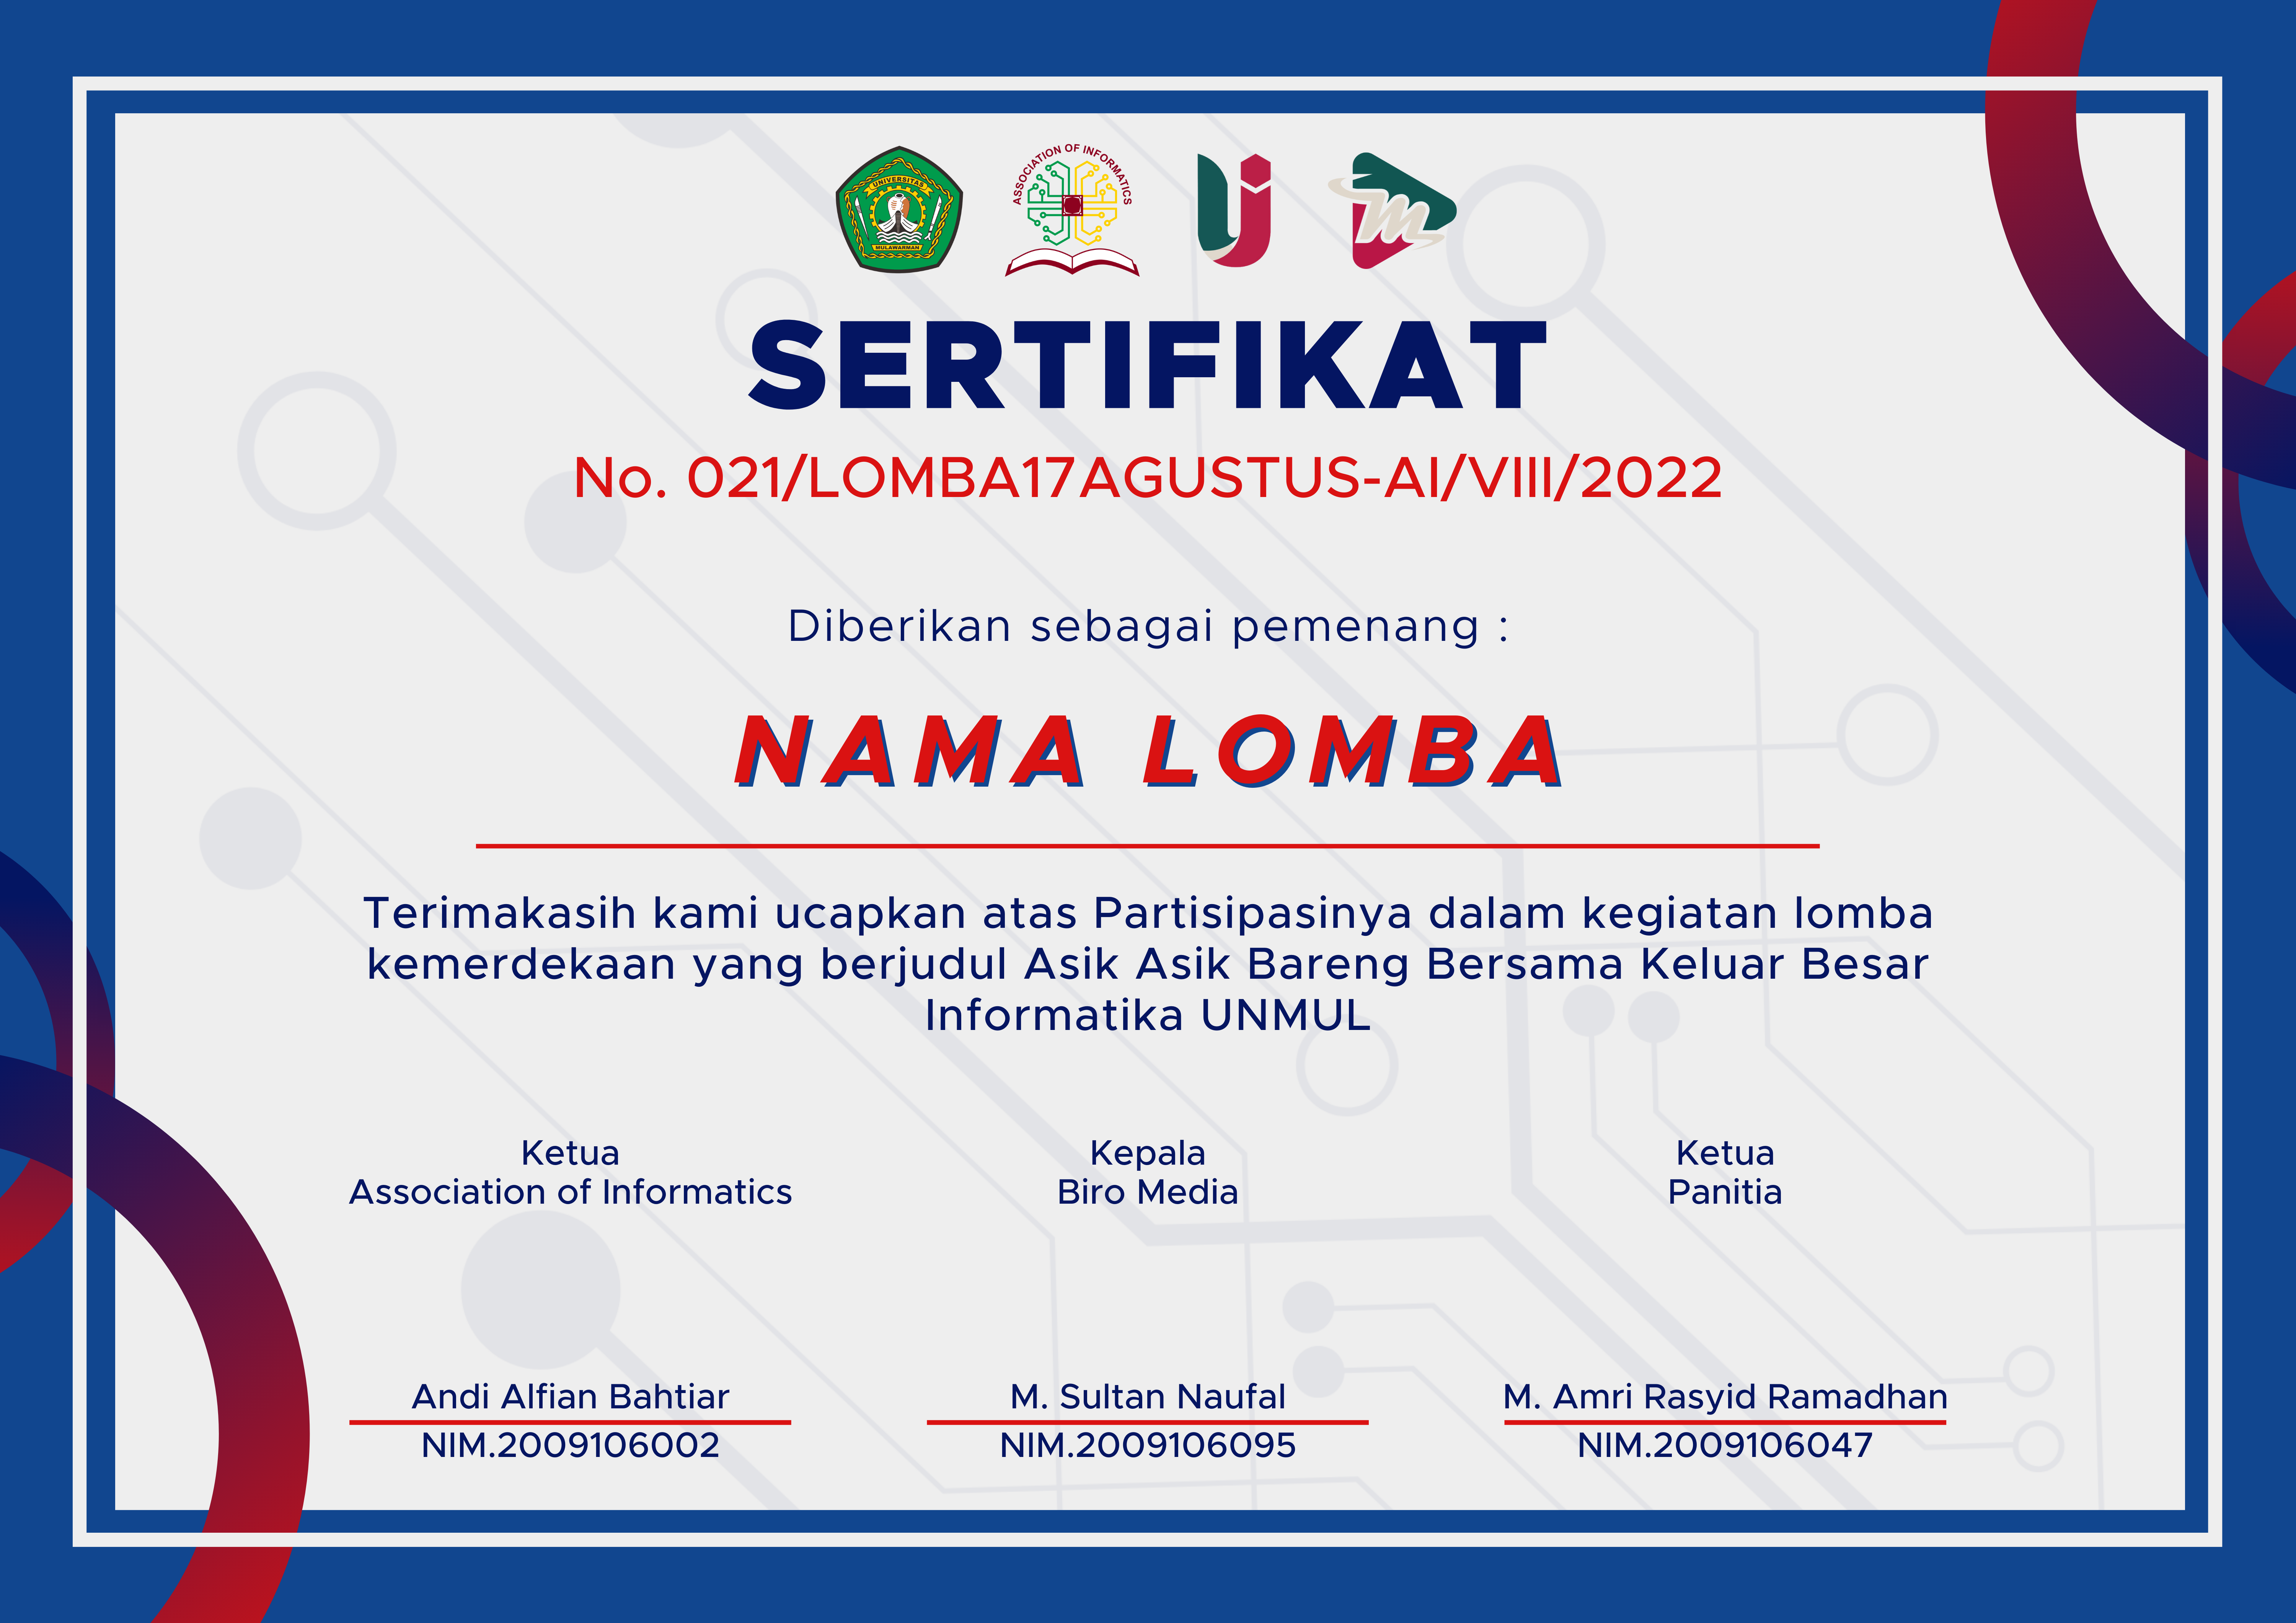 UNIVERSITAS
MULAWARMAN
ASSOCIATION OF INFORMATICS
SERTIFIKAT
No. 021/LOMBA17AGUSTUS-AI/VIII/2022
Diberikan sebagai pemenang :
NAMA LOMBA
Terimakasih kami ucapkan atas Partisipasinya dalam kegiatan lomba
kemerdekaan yang berjudul Asik Asik Bareng Bersama Keluar Besar
Informatika UNMUL
Ketua
Association of Informatics
Kepala
Biro Media
Ketua
Panitia
Andi Alfian Bahtiar
NIM.2009106002
M. Sultan Naufal
NIM.2009106095
M. Amri Rasyid Ramadhan
NIM.2009106047